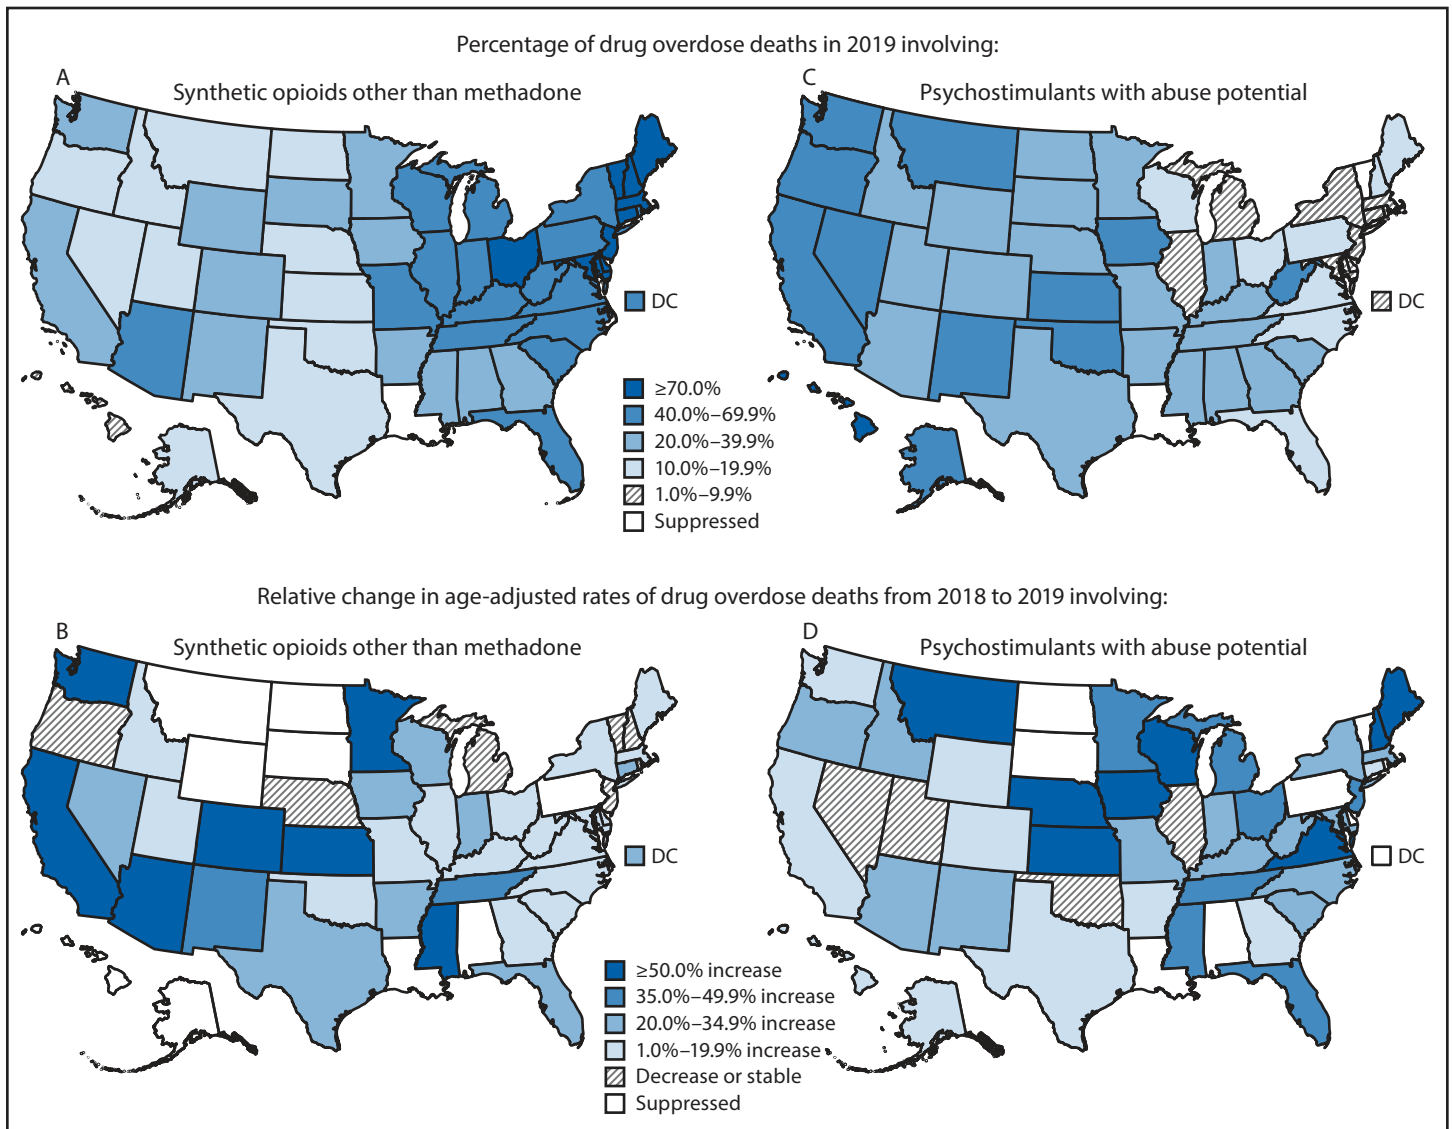 Percentage of drug overdose deaths in 2019 involving:
A
Synthetic opioids other than methadone
C
Psychostimulants with abuse potential
DC
DC
≥70.0%
40.0%–69.9%
20.0%–39.9%
10.0%–19.9%
1.0%–9.9%
Suppressed
Relative change in age-adjusted rates of drug overdose deaths from 2018 to 2019 involving:
B
Synthetic opioids other than methadone
D
Psychostimulants with abuse potential
DC
DC
≥50.0% increase
35.0%–49.9% increase
20.0%–34.9% increase
1.0%–19.9% increase
Decrease or stable
Suppressed